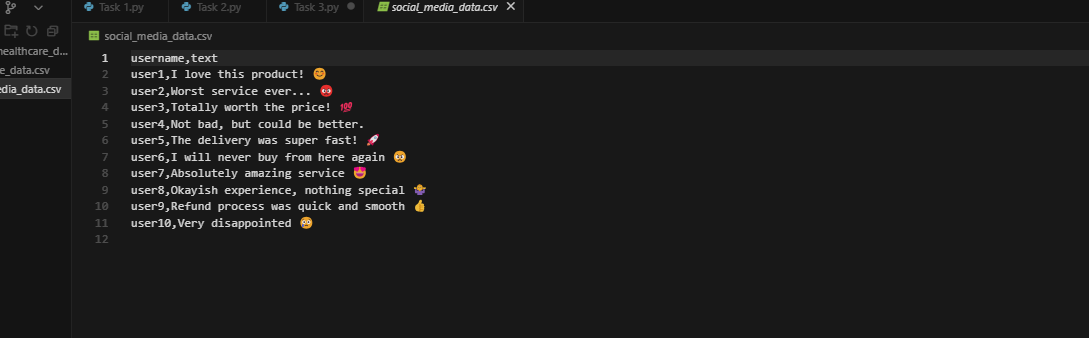 Task 1.py Task 2.py Task 3.py social_media_data.csv
social_media_data.csv
healthcare_d...
e_data.csv
edia_data.csv
1 username,text
2 user1,I love this product! 😊
3 user2,Worst service ever... 😡
4 user3,Totally worth the price! 💯
5 user4,Not bad, but could be better.
6 user5,The delivery was super fast! 🚀
7 user6,I will never buy from here again 😠
8 user7,Absolutely amazing service 😍
9 user8,Okayish experience, nothing special 🤷
10 user9,Refund process was quick and smooth 👍
11 user10,Very disappointed 😢
12